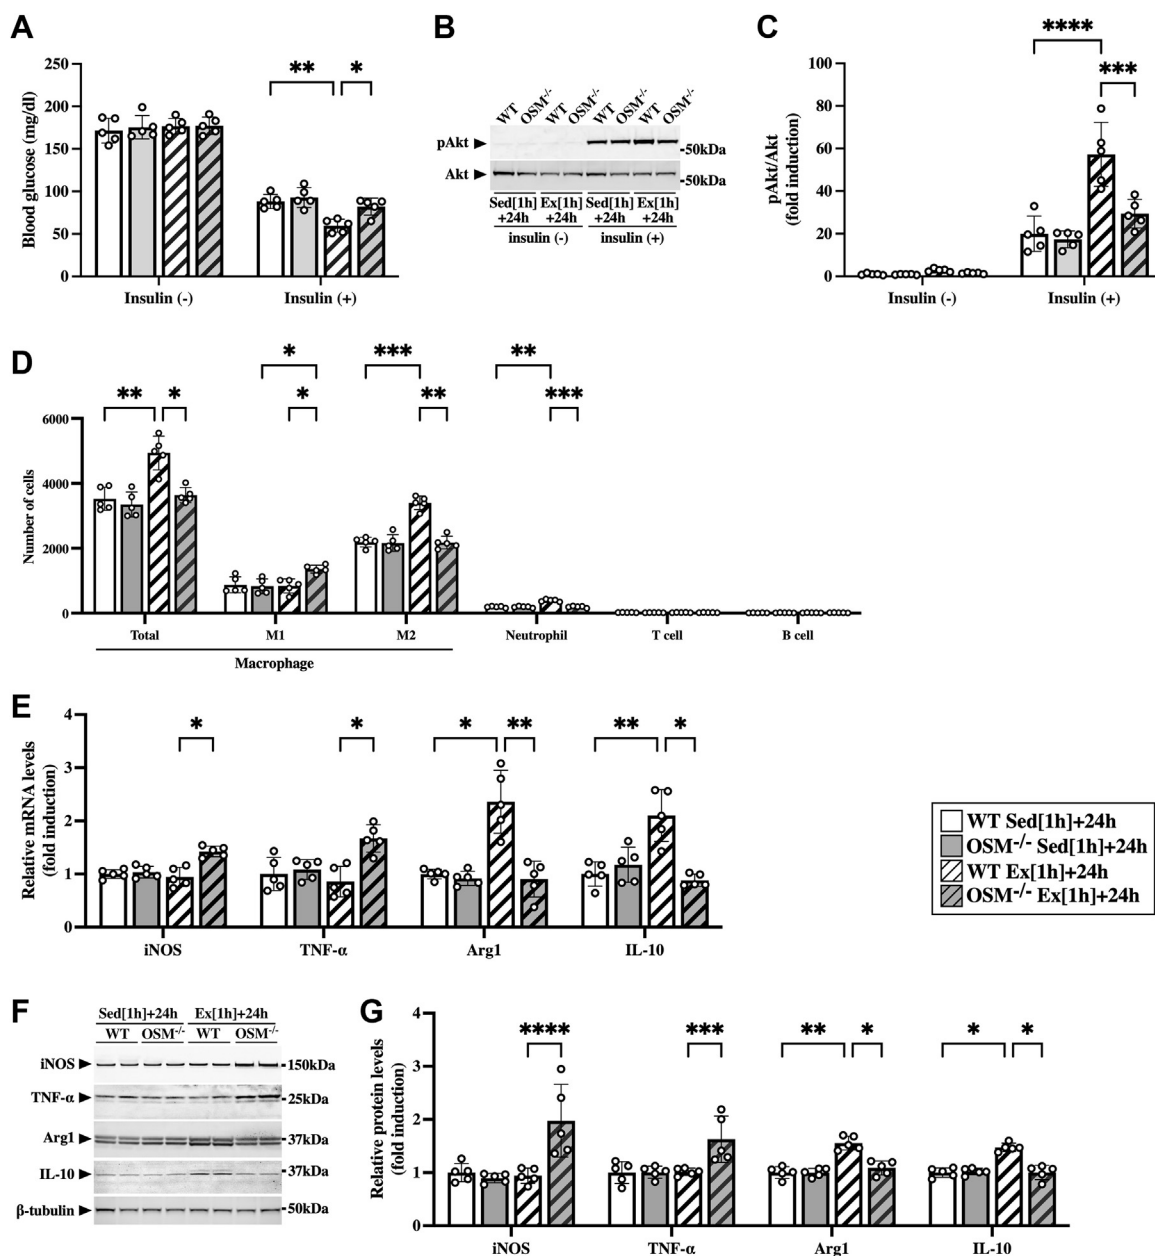 A
Blood glucose (mg/dl)
250
200
150
100
50
0
** *
Insulin (-) Insulin (+)
B
WT OSM-/- WT OSM-/- WT OSM-/- WT OSM-/-
pAkt
-50kDa
Akt
-50kDa
Sed[1h] Ex[1h] Sed[1h] Ex[1h]
+24h +24h +24h +24h
insulin (-) insulin (+)
C
pAkt/Akt
(fold induction)
100
80
60
40
20
0
****
***
Insulin (-) Insulin (+)
D
Number of cells
6000
4000
2000
0
* *** **
** * * ** ***
Total M1 M2 Neutrophil T cell B cell
Macrophage
E
Relative mRNA levels
(fold induction)
4
3
2
1
0
* * * ** ** *
iNOS TNF-α Arg1 IL-10
WT Sed[1h]+24h
OSM-/- Sed[1h]+24h
WT Ex[1h]+24h
OSM-/- Ex[1h]+24h
F
Sed[1h]+24h Ex[1h]+24h
WT OSM-/- WT OSM-/-
iNOS -150kDa
TNF-α -25kDa
Arg1 -37kDa
IL-10 -37kDa
β-tubulin -50kDa
G
Relative protein levels
(fold induction)
4
3
2
1
0
**** *** ** * * *
iNOS TNF-α Arg1 IL-10